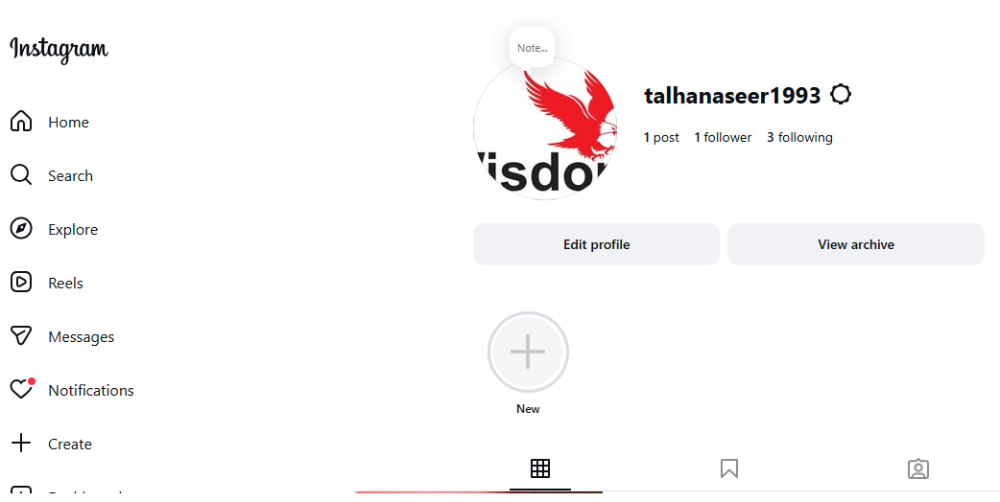 Instagram
Home
Search
Explore
Reels
Messages
Notifications
Create
Note...
talhanaseer1993
1 post 1 follower 3 following
Edit profile
View archive
New